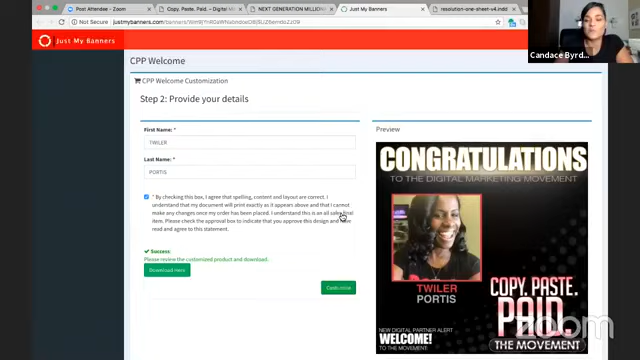 Post Attendee - Zoom
Copy. Paste. Paid. – Digital M
NEXT GENERATION MILLION
Just My Banners
resolution-one-sheet-v4.indd
Not Secure
justmybanners.com
Just My Banners
Candace Byrd...
CPP Welcome
CPP Welcome Customization
Step 2: Provide your details
First Name: *
TWILER
Last Name: *
PORTIS
* By checking this box, I agree that spelling, content and layout are correct. I
understand that my document will print exactly as it appears above and that I cannot
make any changes once my order has been placed. I understand this is an all sales final
item. Please check the approval box to indicate that you approve this design and have
read and agree to this statement.
Success
Please review the customized product and download.
Download Here
Preview
CONGRATULATIONS
TO THE DIGITAL MARKETING MOVEMENT
TWILER
PORTIS
COPY. PASTE.
PAID.
THE MOVEMENT
NEW DIGITAL PARTNER ALERT
WELCOME!
TO THE MOVEMENT
zoom